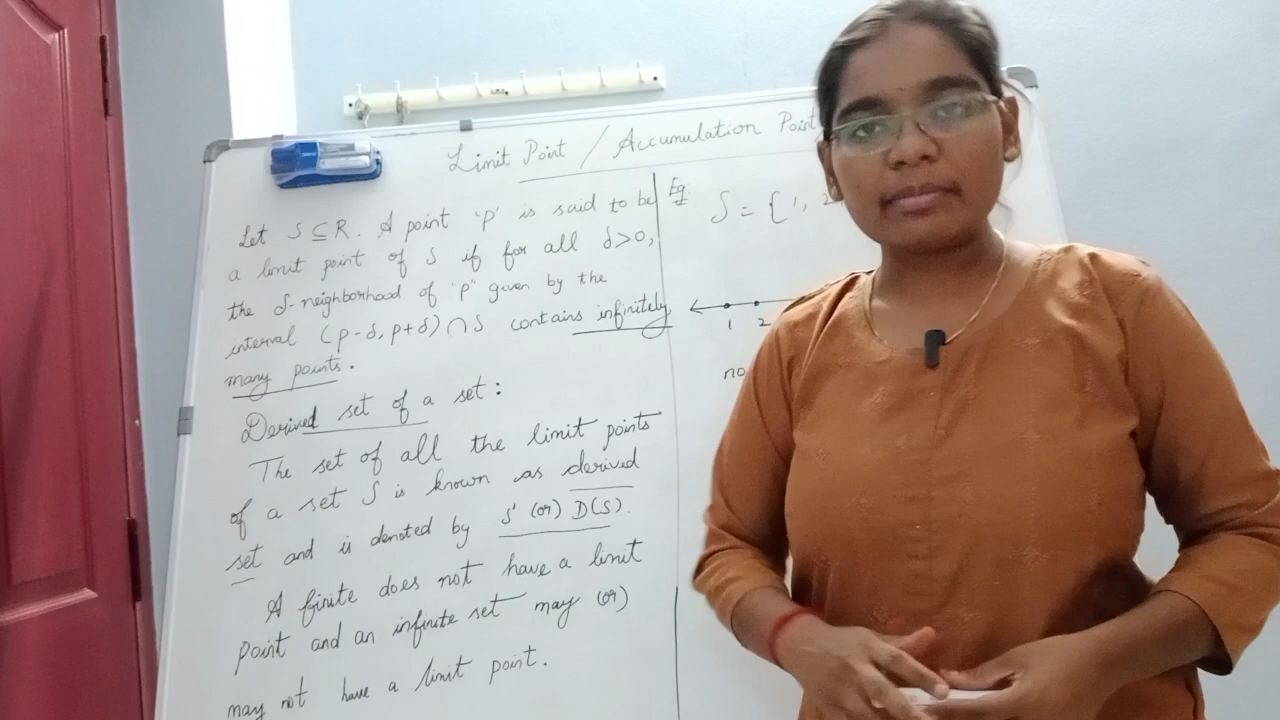 Limit Point / Accumulation Point
Let S ⊆ R. A point 'p' is said to be
a limit point of S if for all δ>0,
the δ-neighborhood of 'p' given by the
interval (p-δ, p+δ) ∩ S contains infinitely
many points.
Derived set of a set:
The set of all the limit points
of a set S is known as derived
set and is denoted by S' (or) D(S).
A finite does not have a limit
point and an infinite set may (or)
may not have a limit point.
Eg:
S = {1, 2
1 2
no